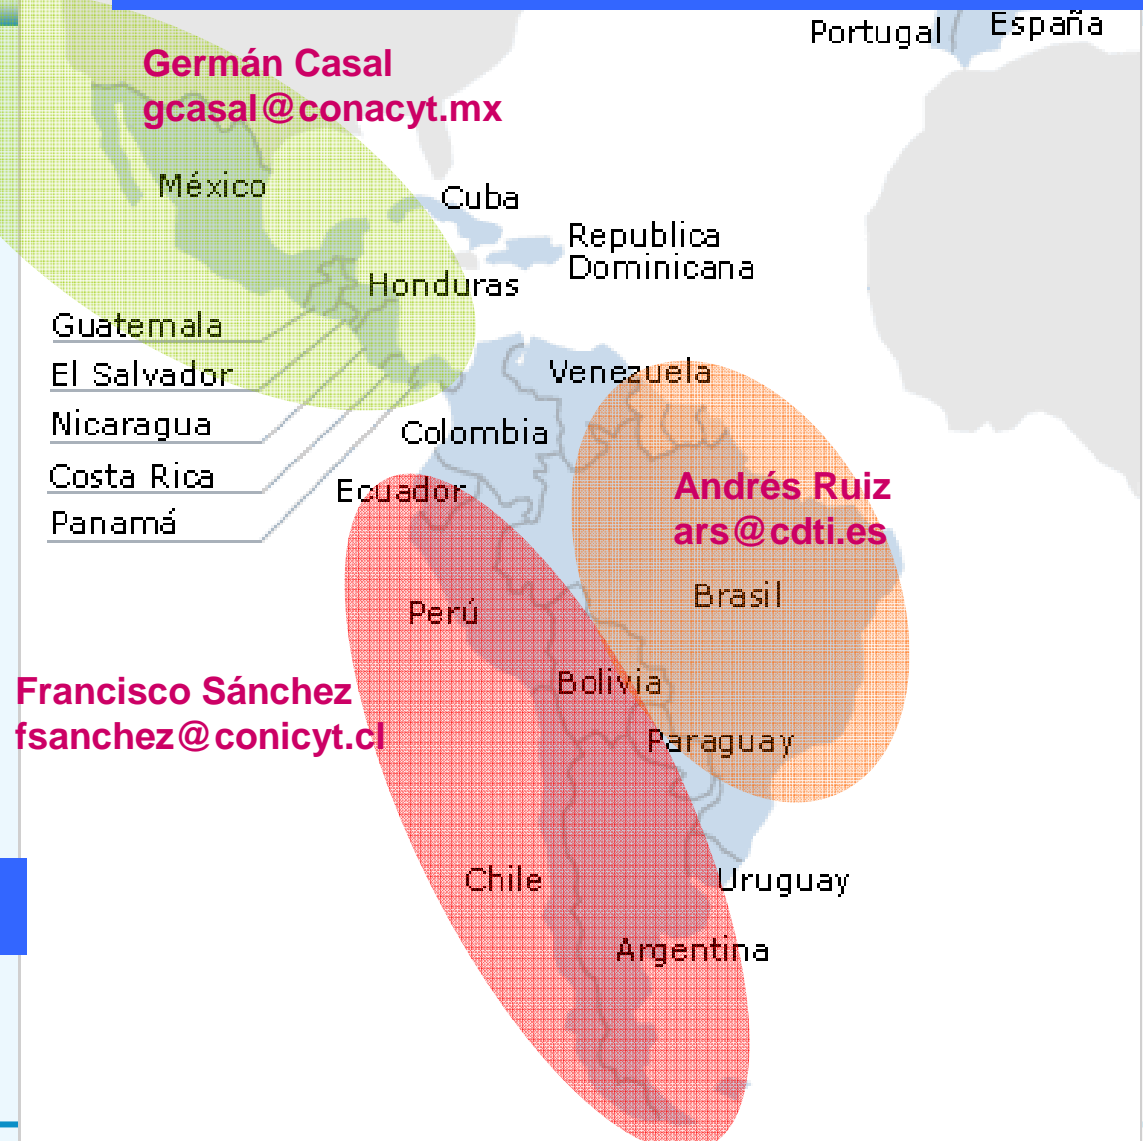 Portugal
España
Germán Casal
gcasal@conacyt.mx
México
Cuba
Republica
Dominicana
Honduras
Guatemala
El Salvador
Nicaragua
Costa Rica
Panamá
Venezuela
Colombia
Ecuador
Andrés Ruiz
ars@cdti.es
Brasil
Perú
Francisco Sánchez
fsanchez@conicyt.cl
Bolivia
Paraguay
Chile
Uruguay
Argentina